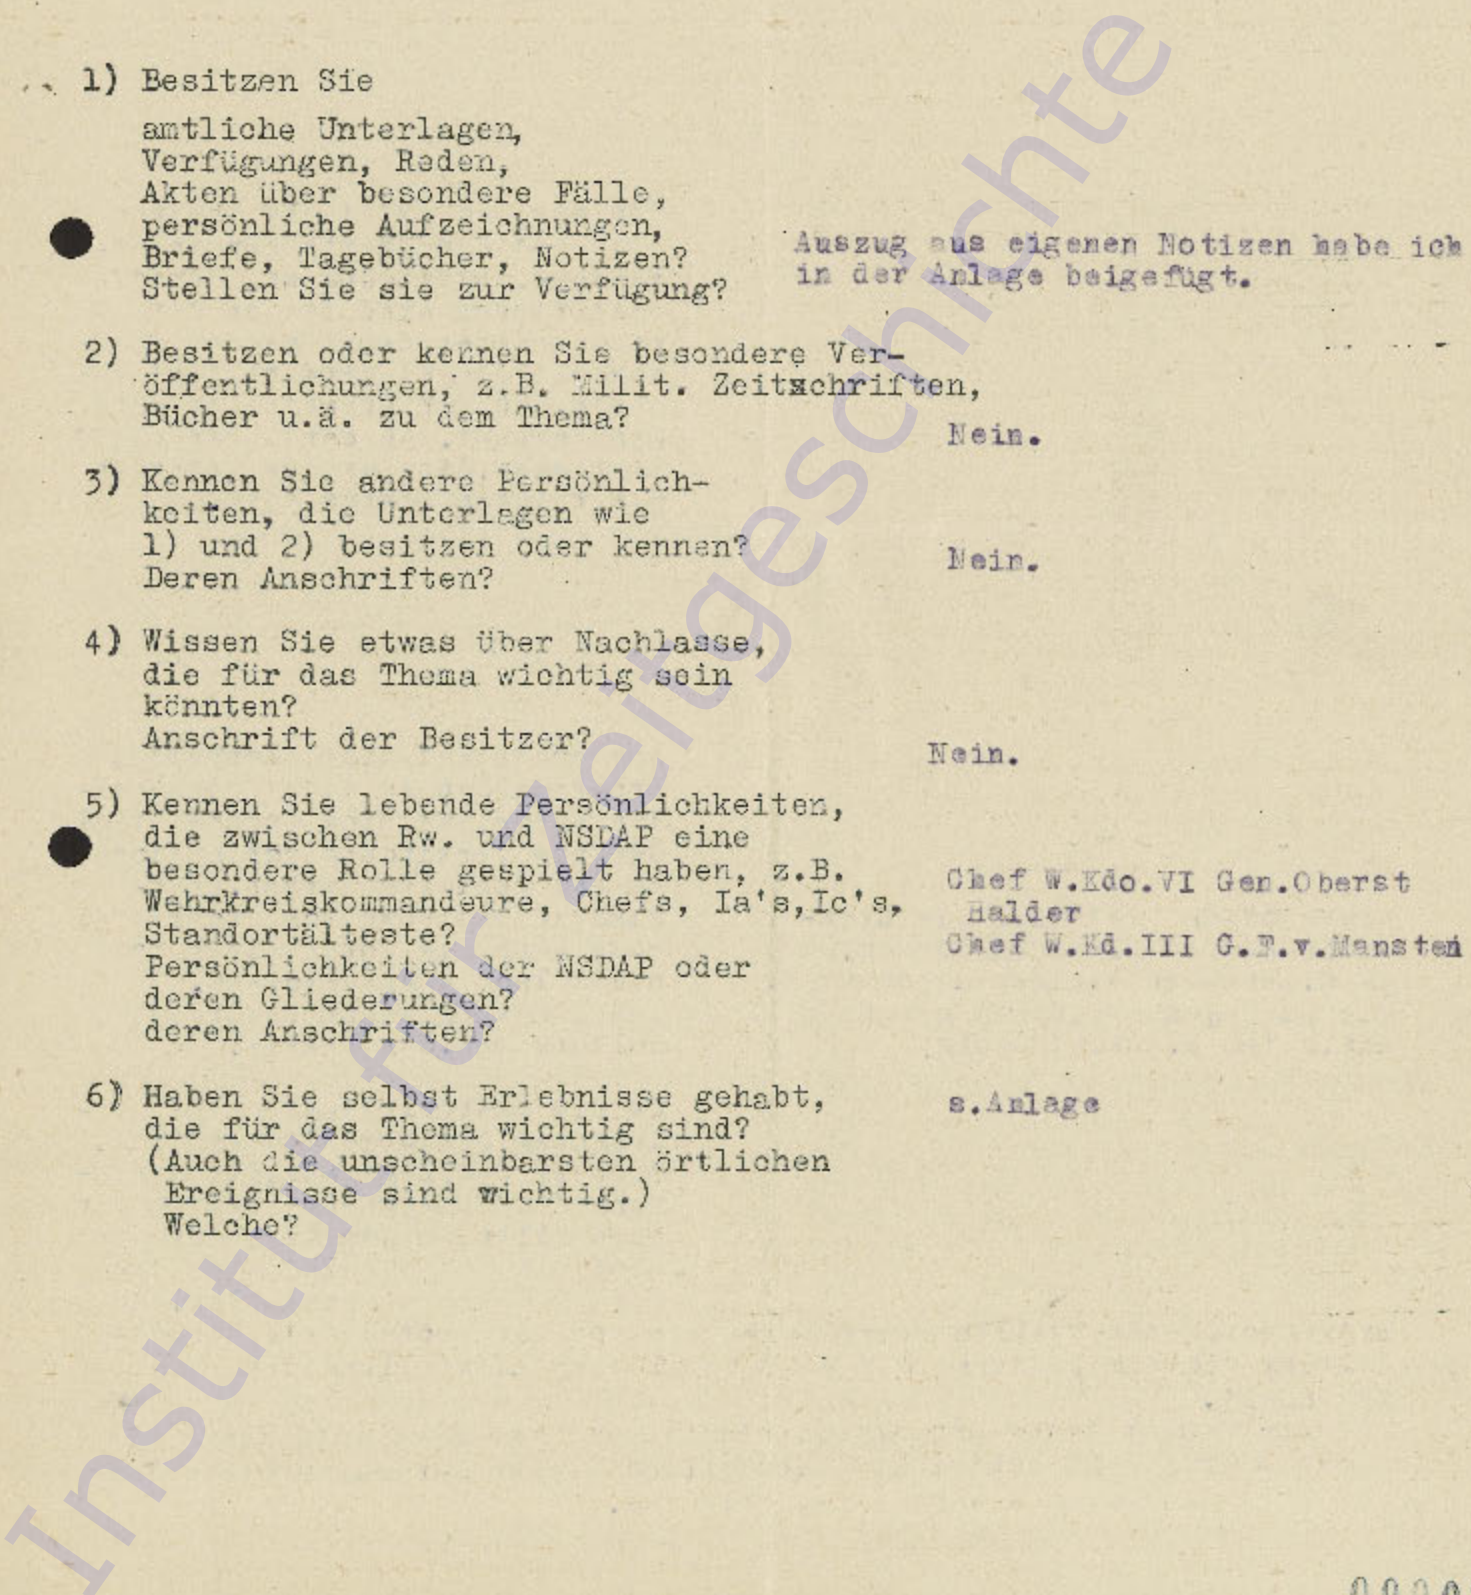 1) Besitzen Sie
amtliche Unterlagen,
Verfügungen, Reden,
Akten über besondere Fälle,
persönliche Aufzeichnungen,
Briefe, Tagebücher, Notizen?
Stellen Sie sie zur Verfügung?
Auszug aus eigenen Notizen habe ich
in der Anlage beigefügt.
2) Besitzen oder kennen Sie besondere Ver-
öffentlichungen, z.B. Milit. Zeitschriften,
Bücher u.ä. zu dem Thema?
Nein.
3) Kennen Sie andere Persönlich-
keiten, die Unterlagen wie
1) und 2) besitzen oder kennen?
Deren Anschriften?
Nein.
4) Wissen Sie etwas über Nachlasse,
die für das Thema wichtig sein
könnten?
Anschrift der Besitzer?
Nein.
5) Kennen Sie lebende Persönlichkeiten,
die zwischen Rw. und NSDAP eine
besondere Rolle gespielt haben, z.B.
Wehrkreiskommandeure, Chefs, Ia's,Ic's,
Standortälteste?
Persönlichkeiten der NSDAP oder
deren Gliederungen?
deren Anschriften?
Chef W.Kdo.VI Gen.Oberst
Halder
Chef W.Kd.III G.F.v.Mansten
6) Haben Sie selbst Erlebnisse gehabt,
die für das Thema wichtig sind?
(Auch die unscheinbarsten örtlichen
Ereignisse sind wichtig.)
Welche?
s.Anlage
Institut für Zeitgeschichte